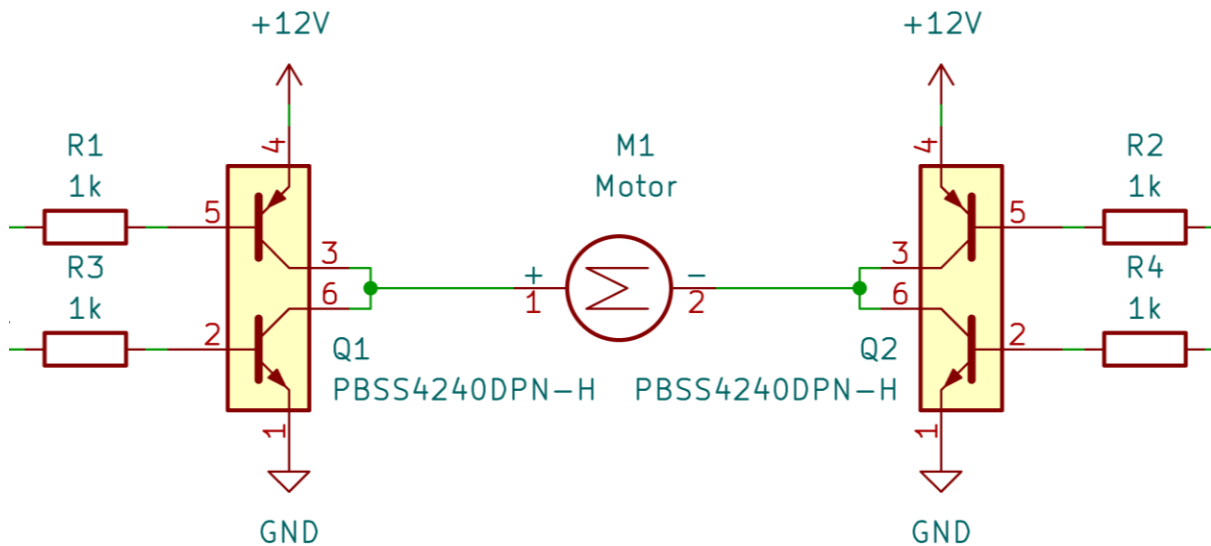 +12V
+12V
4
4
R1
1k
M1
Motor
R2
1k
5
5
3
3
R3
1k
+
1
-
2
R4
1k
6
6
2
2
Q1
PBSS4240DPN-H
Q2
PBSS4240DPN-H
1
1
GND
GND